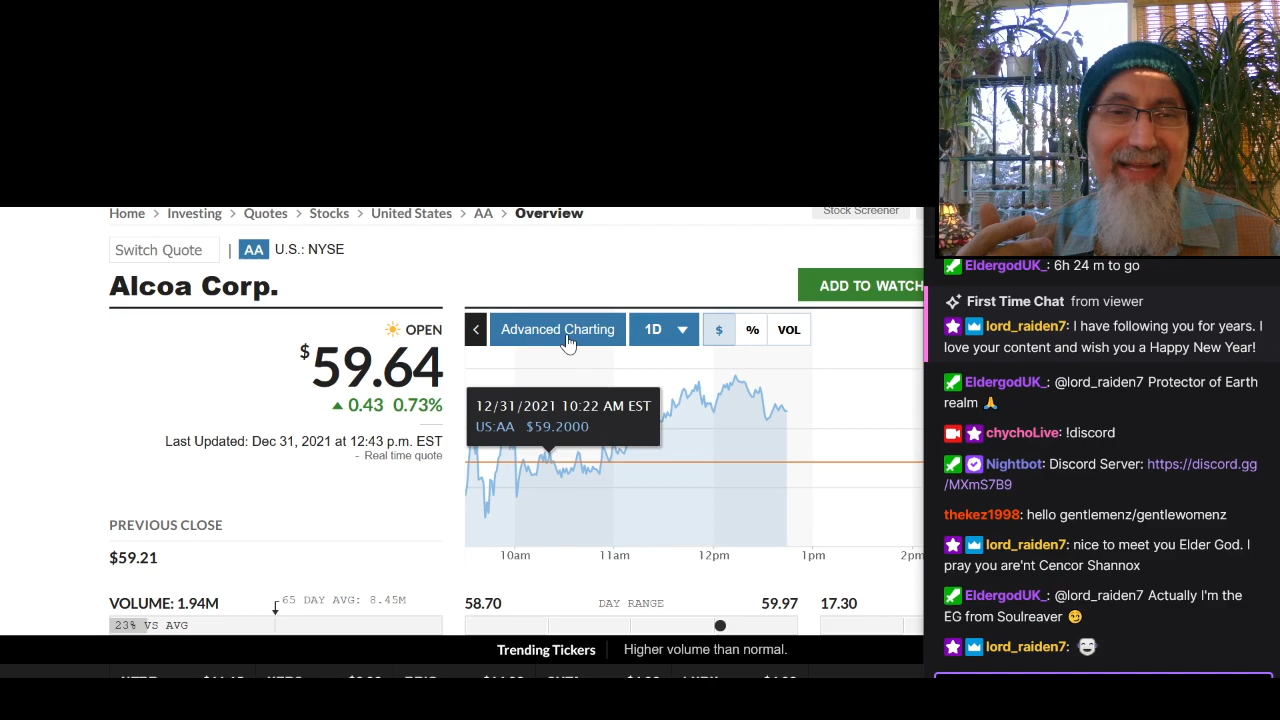 Home > Investing > Quotes > Stocks > United States > AA > Overview
Stock Screener
Switch Quote | AA U.S.: NYSE
Alcoa Corp.
ADD TO WATCH
OPEN
$59.64
0.43 0.73%
Last Updated: Dec 31, 2021 at 12:43 p.m. EST
- Real time quote
PREVIOUS CLOSE
$59.21
VOLUME: 1.94M
65 DAY AVG: 8.45M
23% VS AVG
< Advanced Charting 1D $ % VOL
12/31/2021 10:22 AM EST
US:AA $59.2000
10am 11am 12pm 1pm 2pm
58.70 DAY RANGE 59.97 17.30
Trending Tickers | Higher volume than normal.
EldergodUK_: 6h 24 m to go
First Time Chat from viewer
lord_raiden7: I have following you for years. I
love your content and wish you a Happy New Year!
EldergodUK_: @lord_raiden7 Protector of Earth
realm 🙏
chychoLive: !discord
Nightbot: Discord Server: https://discord.gg
/MXmS7B9
thekez1998: hello gentlemenz/gentlewomenz
lord_raiden7: nice to meet you Elder God. I
pray you are'nt Cencor Shannox
EldergodUK_: @lord_raiden7 Actually I'm the
EG from Soulreaver 😏
lord_raiden7: